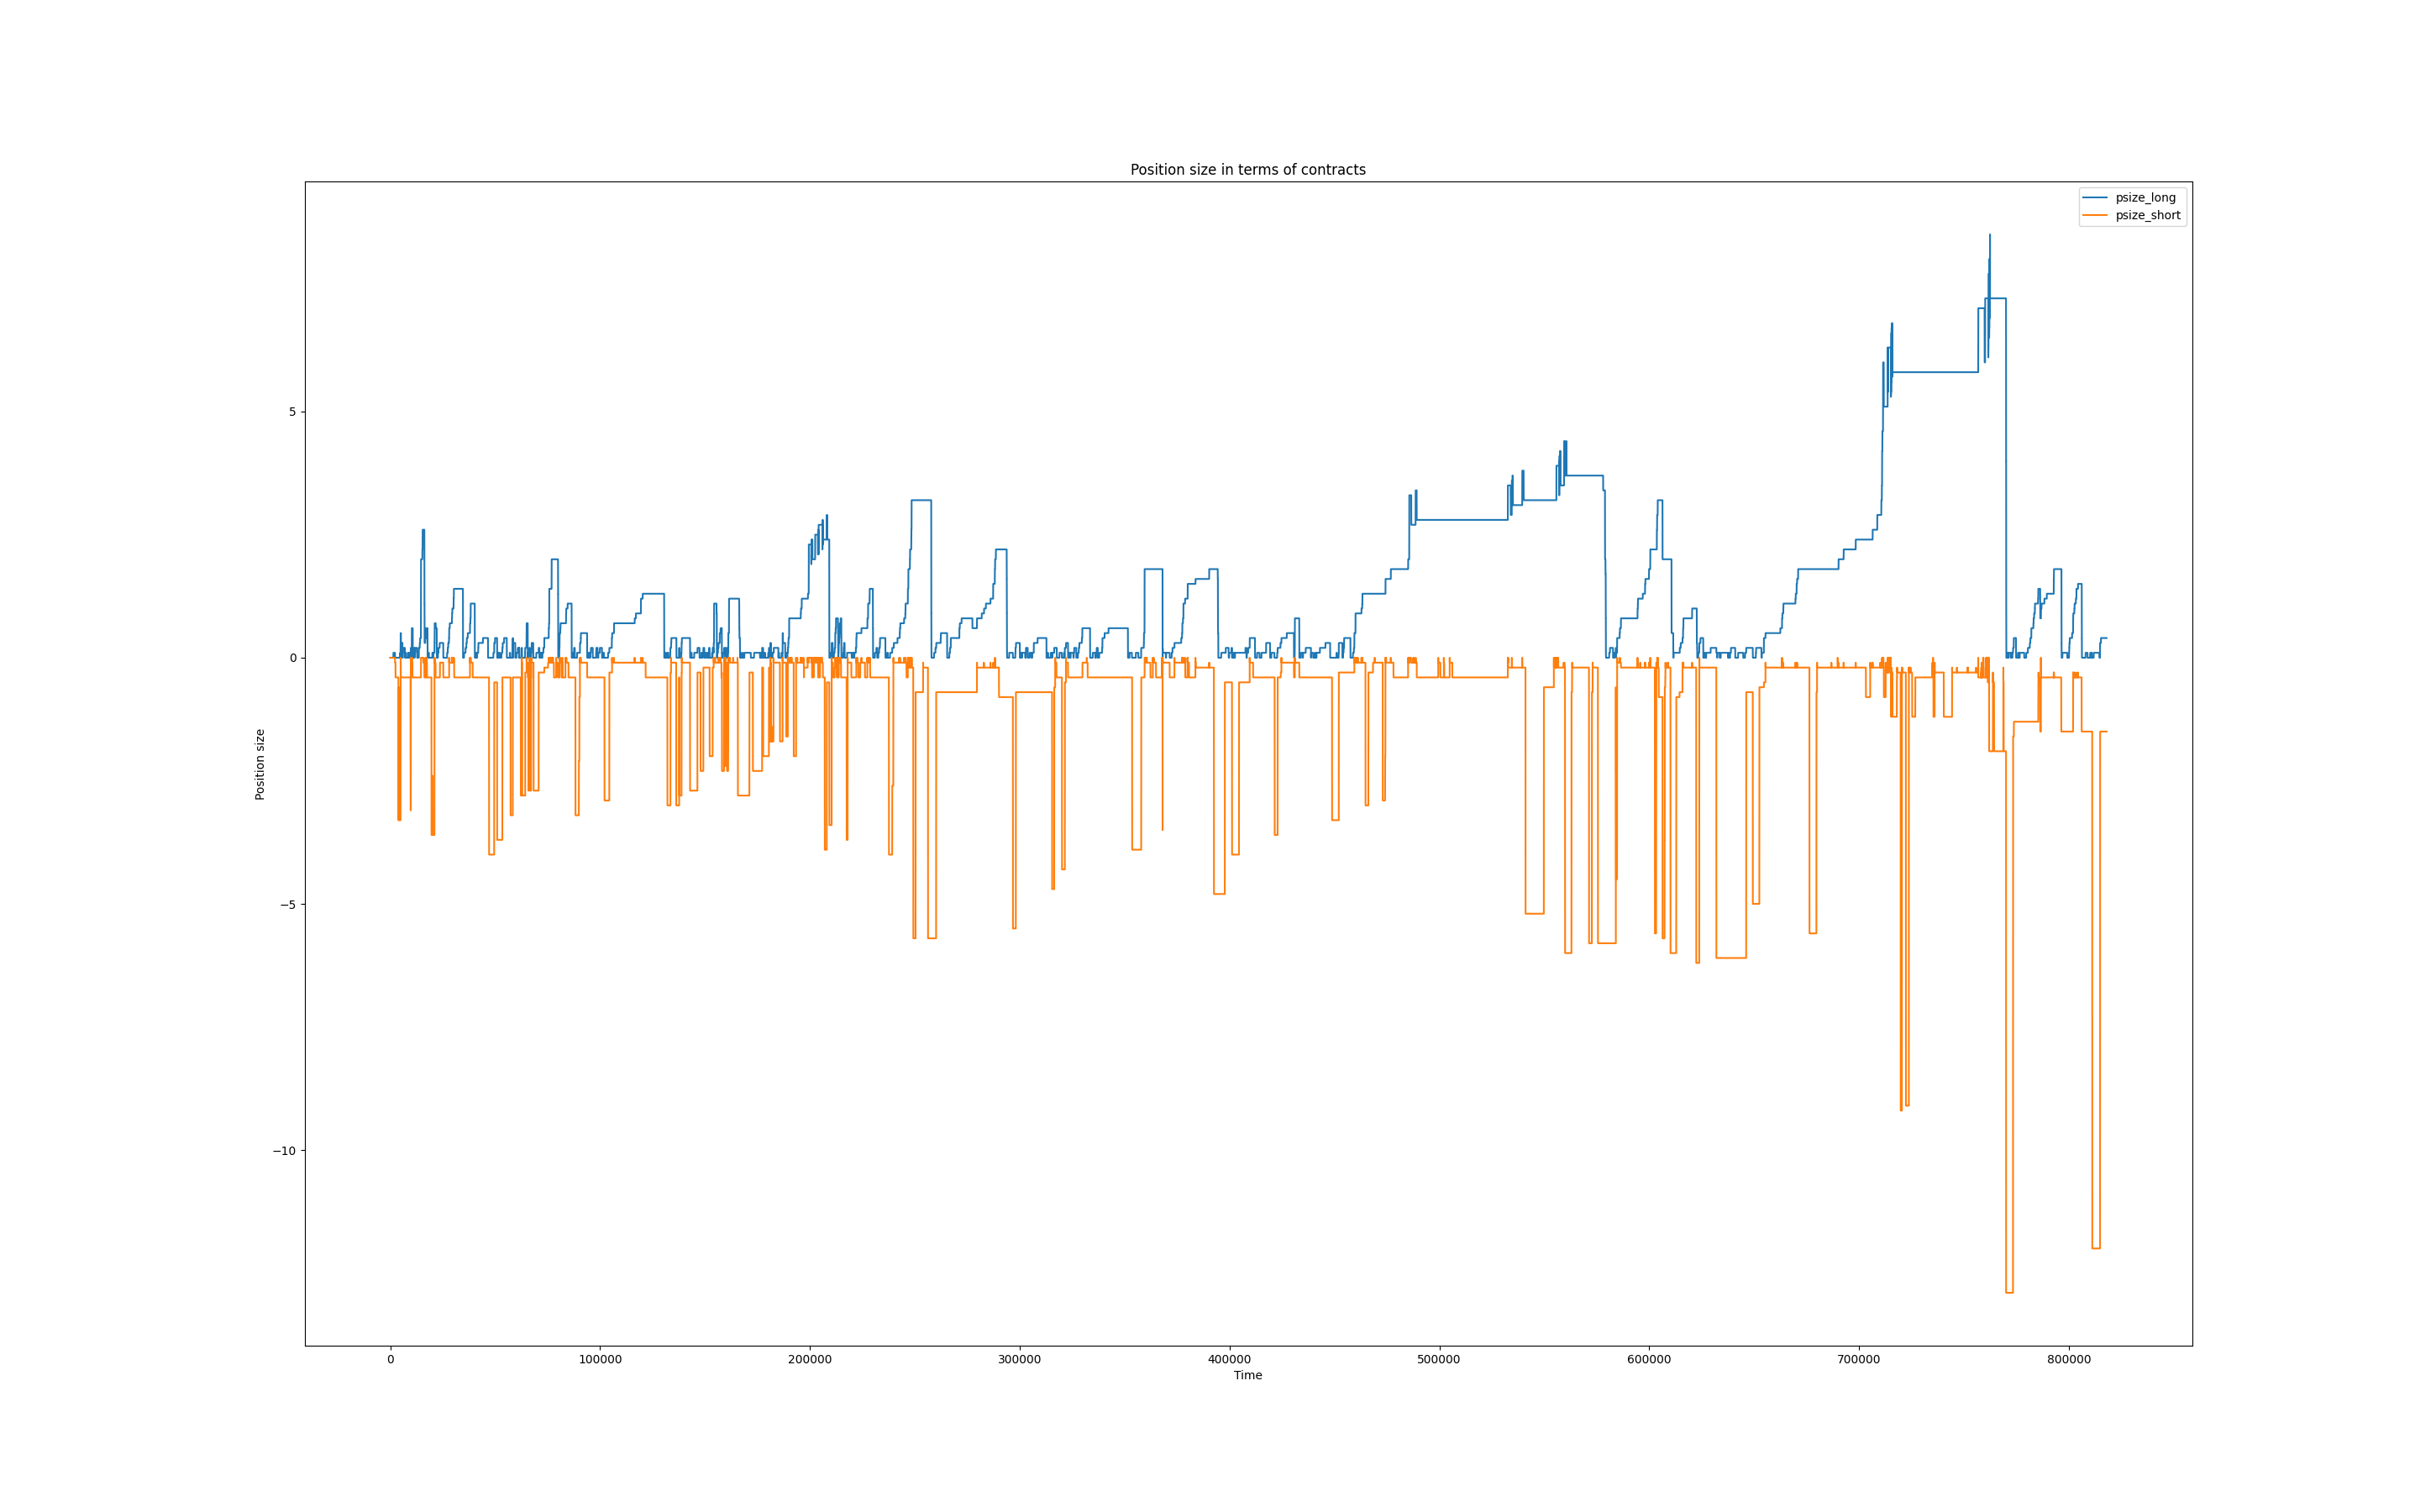 Position size in terms of contracts
psize_long
psize_short
Position size
5
0
−5
−10
0 100000 200000 300000 400000 500000 600000 700000 800000
Time